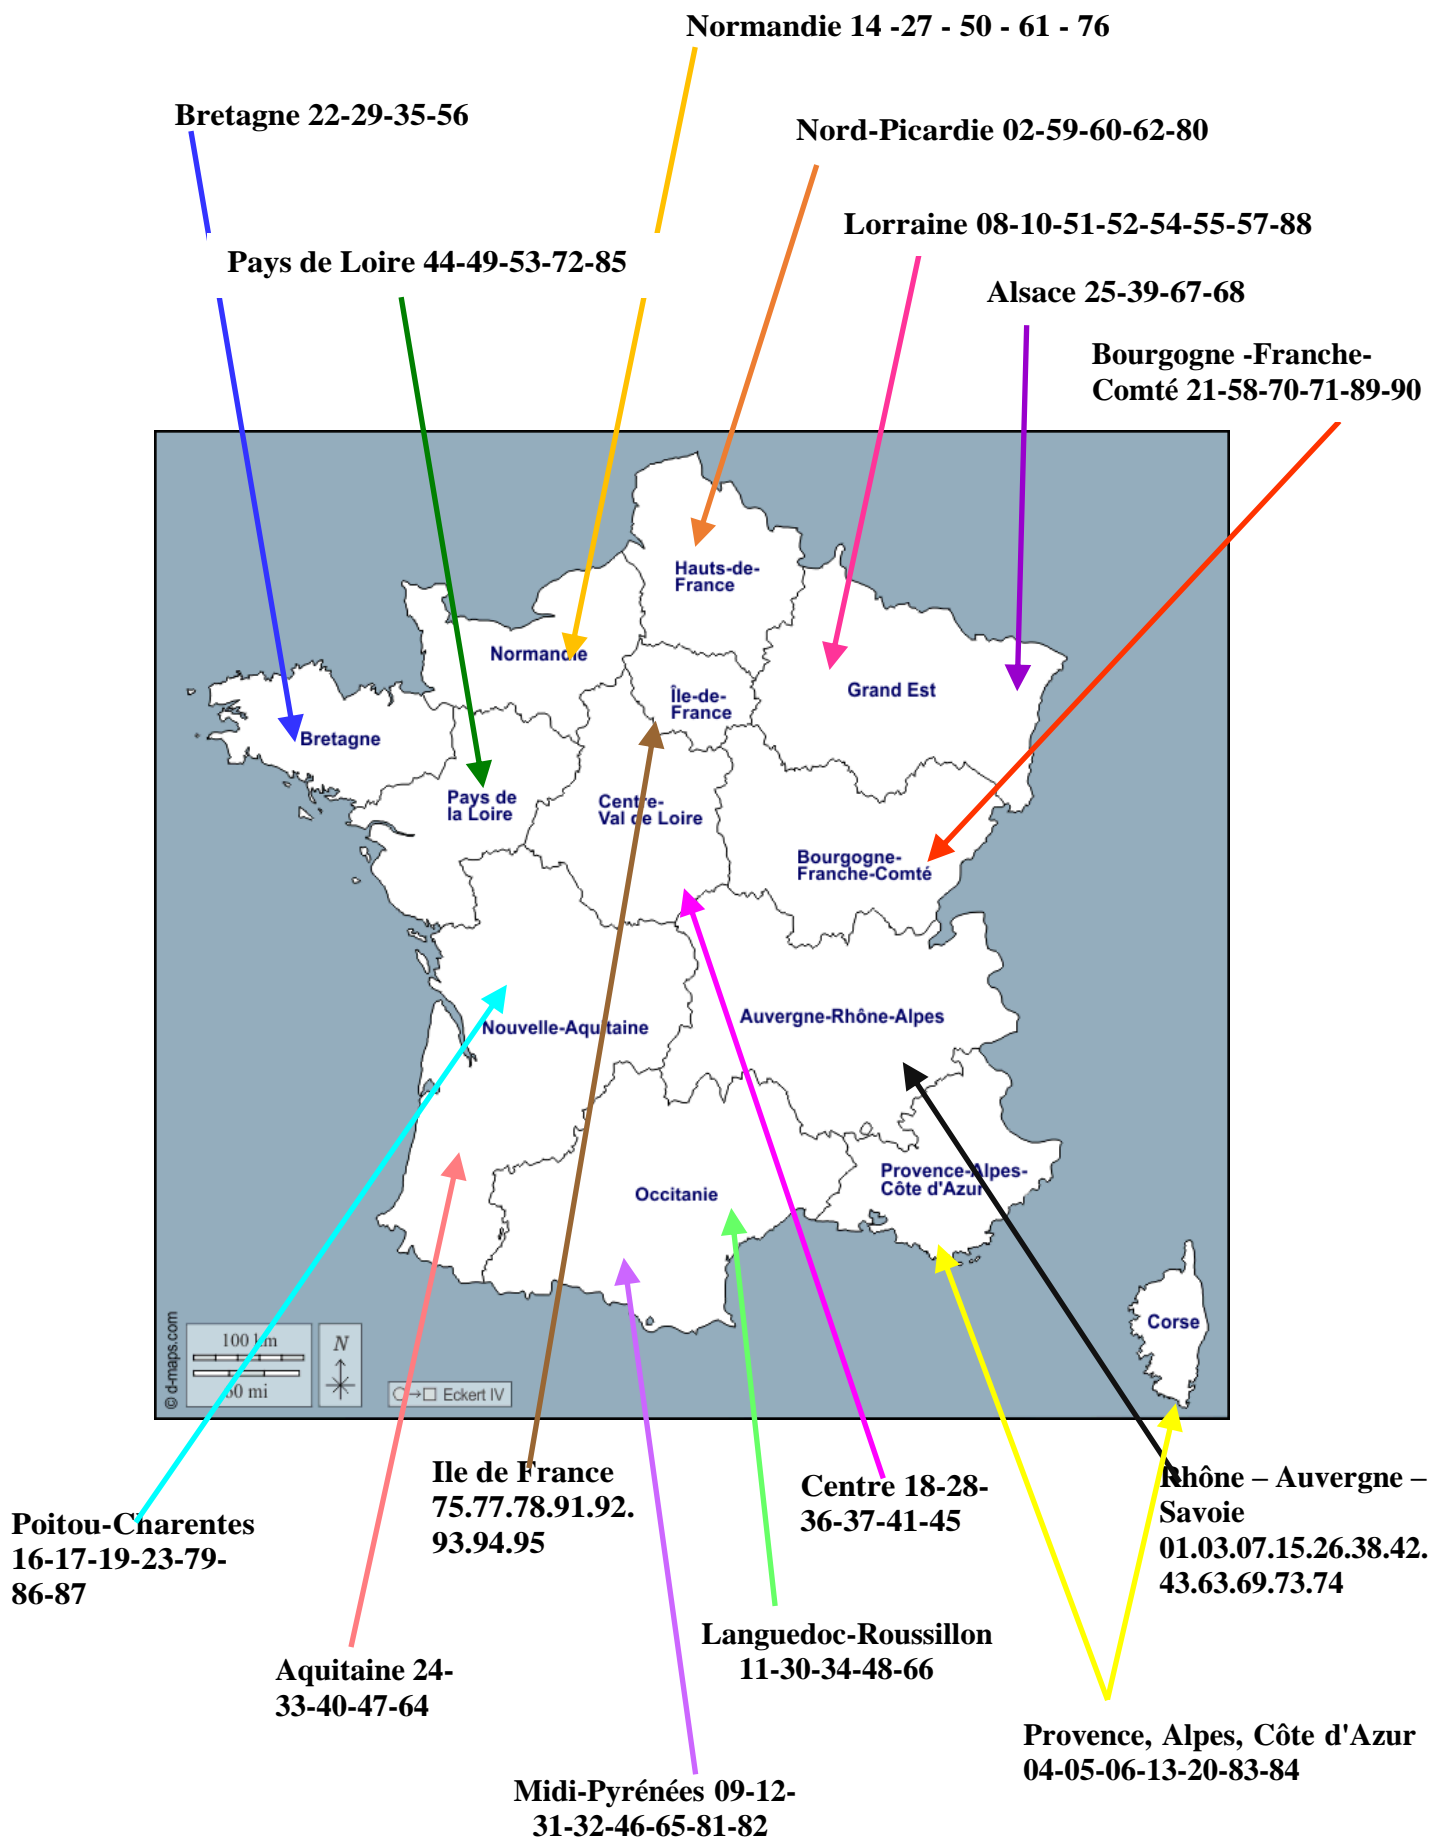 Normandie 14 -27 - 50 - 61 - 76
Bretagne 22-29-35-56
Nord-Picardie 02-59-60-62-80
Lorraine 08-10-51-52-54-55-57-88
Pays de Loire 44-49-53-72-85
Alsace 25-39-67-68
Bourgogne -Franche-
Comté 21-58-70-71-89-90
Hauts-de-
France
Normandie
Île-de-
France
Grand Est
Bretagne
Pays de
la Loire
Centre-
Val de Loire
Bourgogne-
Franche-Comté
Nouvelle-Aquitaine
Auvergne-Rhône-Alpes
Provence-Alpes-
Côte d'Azur
Occitanie
Corse
© d-maps.com
100 km
60 mi
N
Eckert IV
Ile de France
75.77.78.91.92.
93.94.95
Centre 18-28-
36-37-41-45
Rhône – Auvergne –
Savoie
01.03.07.15.26.38.42.
43.63.69.73.74
Poitou-Charentes
16-17-19-23-79-
86-87
Languedoc-Roussillon
11-30-34-48-66
Aquitaine 24-
33-40-47-64
Provence, Alpes, Côte d'Azur
04-05-06-13-20-83-84
Midi-Pyrénées 09-12-
31-32-46-65-81-82